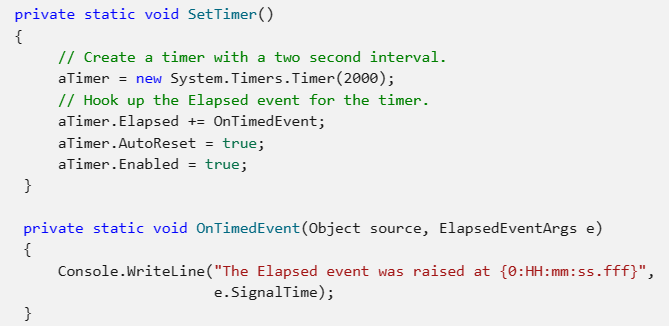 private static void SetTimer()
{
// Create a timer with a two second interval.
aTimer = new System.Timers.Timer(2000);
// Hook up the Elapsed event for the timer.
aTimer.Elapsed += OnTimedEvent;
aTimer.AutoReset = true;
aTimer.Enabled = true;
}
private static void OnTimedEvent(Object source, ElapsedEventArgs e)
{
Console.WriteLine("The Elapsed event was raised at {0:HH:mm:ss.fff}",
e.SignalTime);
}